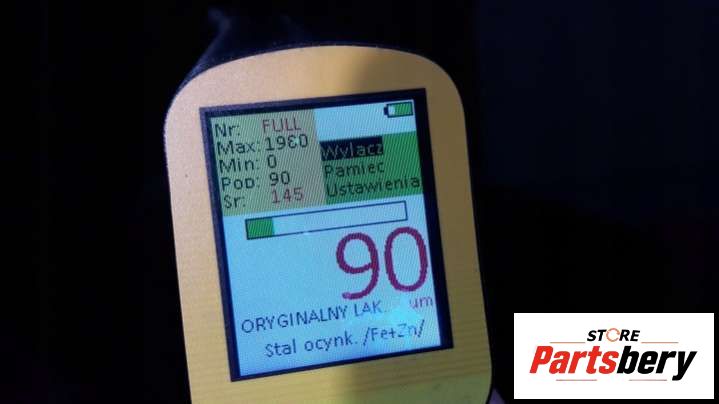 Nr: FULL
Max: 1980
Min: 0
Pop: 90
Sr: 145
Wylacz
Pamiec
Ustawienia
90
um
ORYGINALNY LAK.
Stal ocynk. /Fe+Zn/
STORE
Partsbery